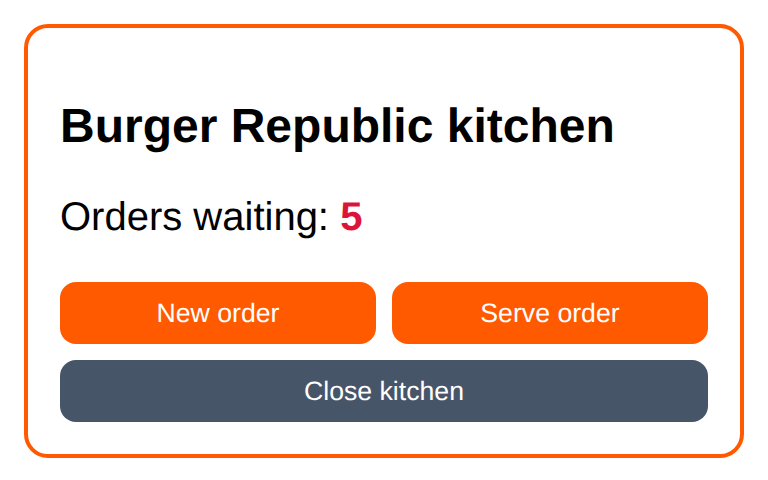 Burger Republic kitchen
Orders waiting: 5
New order
Serve order
Close kitchen